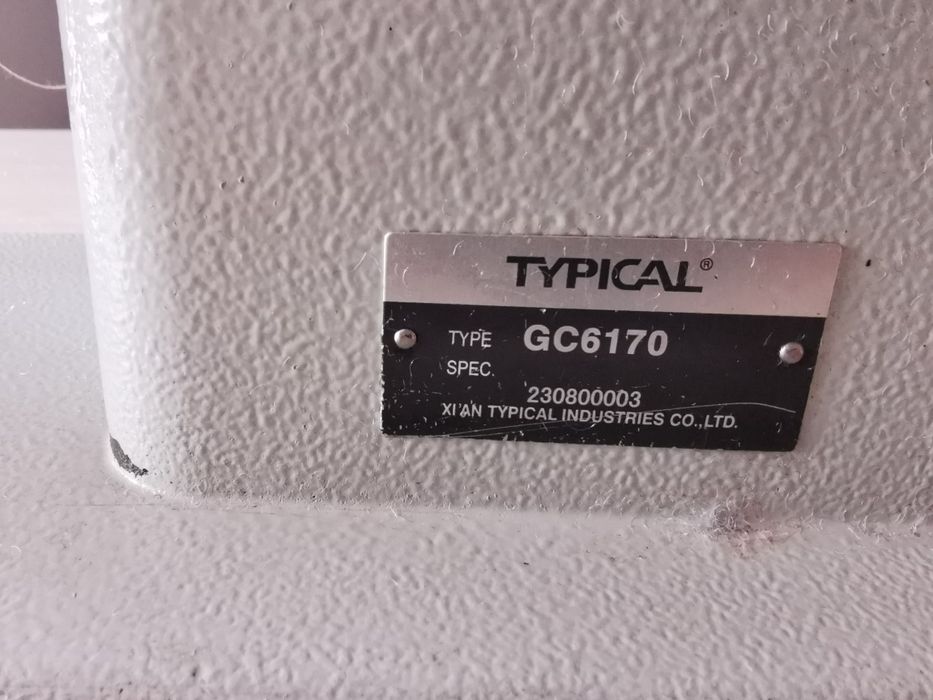 TYPICAL®
TYPE GC6170
SPEC.
230800003
XI'AN TYPICAL INDUSTRIES CO.,LTD.